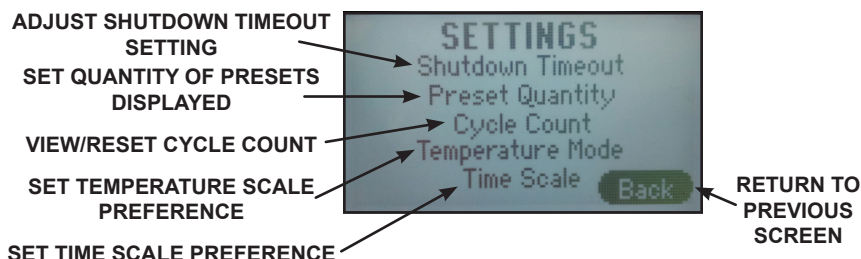 ADJUST SHUTDOWN TIMEOUT
SETTING
SET QUANTITY OF PRESETS
DISPLAYED
VIEW/RESET CYCLE COUNT
SET TEMPERATURE SCALE
PREFERENCE
SET TIME SCALE PREFERENCE
SETTINGS
Shutdown Timeout
Preset Quantity
Cycle Count
Temperature Mode
Time Scale
Back
RETURN TO
PREVIOUS
SCREEN